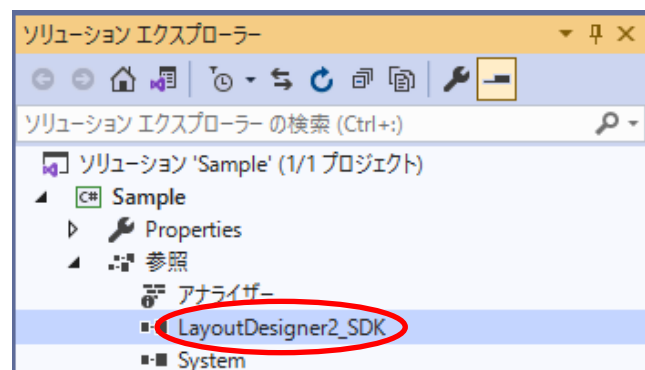 ソリューション エクスプローラー
ソリューション エクスプローラー の検索 (Ctrl+:)
ソリューション 'Sample' (1/1 プロジェクト)
C# Sample
Properties
参照
アナライザー
LayoutDesigner2_SDK
System